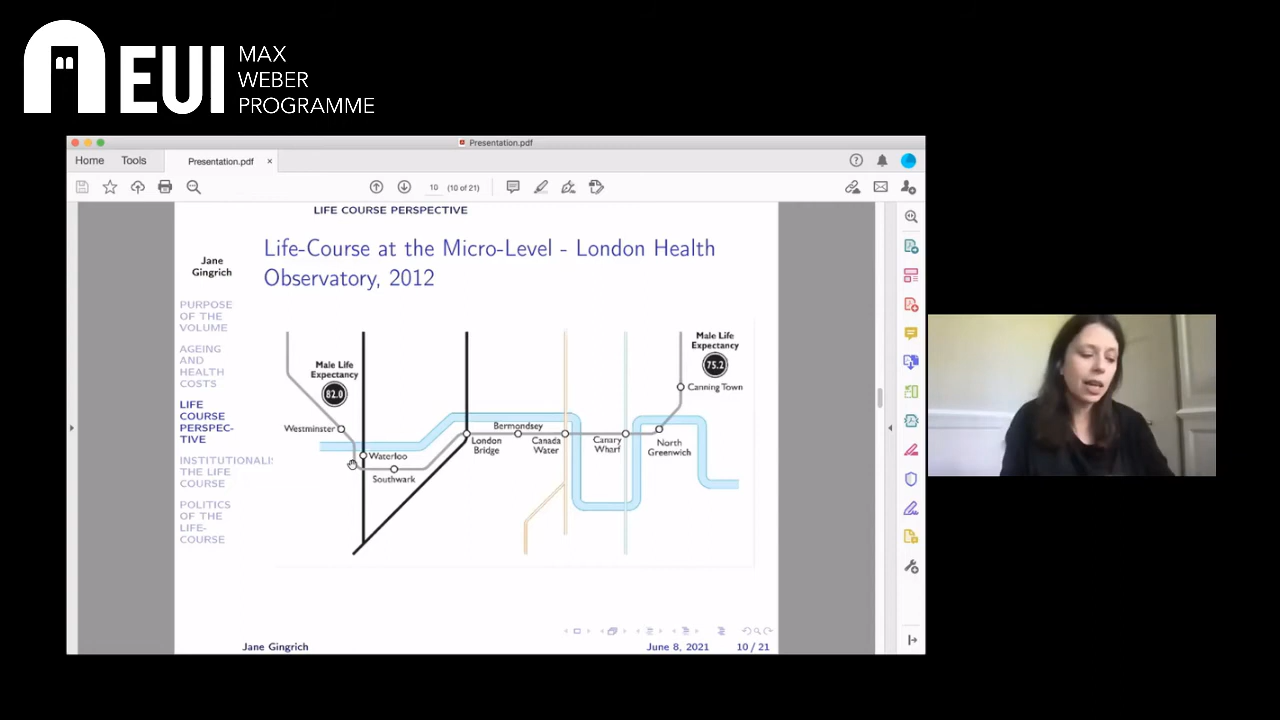 EUI
MAX
WEBER
PROGRAMME
Presentation.pdf
Home
Tools
Presentation.pdf
×
10
(10 of 21)
LIFE COURSE PERSPECTIVE
Jane
Gingrich
PURPOSE
OF THE
VOLUME
AGEING
AND
HEALTH
COSTS
LIFE
COURSE
PERSPEC-
TIVE
INSTITUTIONALI
THE LIFE
COURSE
POLITICS
OF THE
LIFE-
COURSE
Life-Course at the Micro-Level - London Health
Observatory, 2012
Male Life
Expectancy
82.0
Westminster
Waterloo
Southwark
London
Bridge
Bermondsey
Canada
Water
Canary
Wharf
North
Greenwich
Canning Town
Male Life
Expectancy
75.2
Jane Gingrich
June 8, 2021
10 / 21